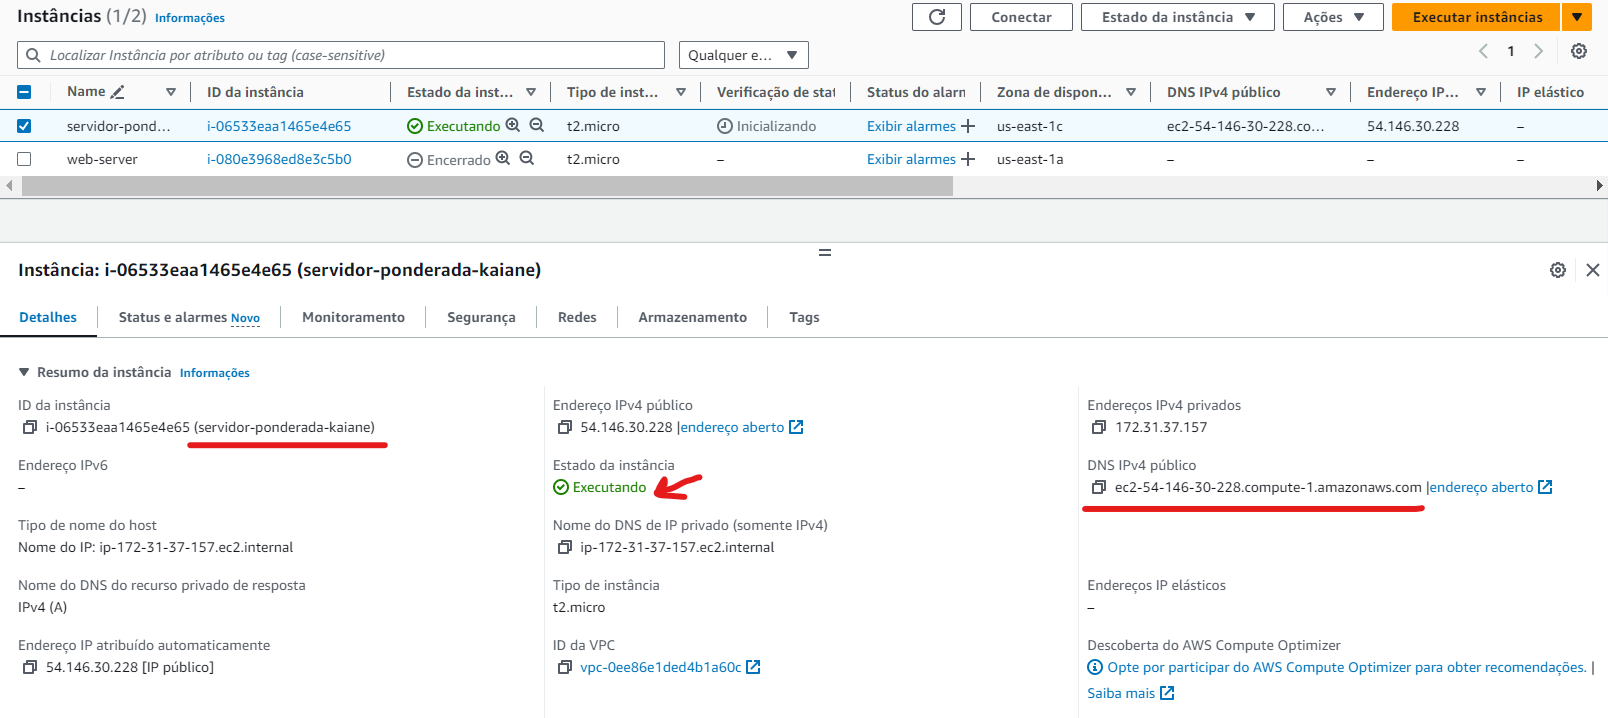 Instâncias (1/2) Informações
Conectar Estado da instância Ações Executar instâncias
Localizar Instância por atributo ou tag (case-sensitive) Qualquer e... 1
Name ID da instância Estado da inst... Tipo de inst... Verificação de stat Status do alarn Zona de dispon... DNS IPv4 público Endereço IP... IP elástico
servidor-pond... i-06533eaa1465e4e65 Executando t2.micro Inicializando Exibir alarmes + us-east-1c ec2-54-146-30-228.co... 54.146.30.228 –
web-server i-080e3968ed8e3c5b0 Encerrado t2.micro – Exibir alarmes + us-east-1a – – –
Instância: i-06533eaa1465e4e65 (servidor-ponderada-kaiane)
Detalhes Status e alarmes Novo Monitoramento Segurança Redes Armazenamento Tags
Resumo da instância Informações
ID da instância
i-06533eaa1465e4e65 (servidor-ponderada-kaiane)
Endereço IPv6
–
Tipo de nome do host
Nome do IP: ip-172-31-37-157.ec2.internal
Nome do DNS do recurso privado de resposta
IPv4 (A)
Endereço IP atribuído automaticamente
54.146.30.228 [IP público]
Endereço IPv4 público
54.146.30.228 |endereço aberto
Estado da instância
Executando
Nome do DNS de IP privado (somente IPv4)
ip-172-31-37-157.ec2.internal
Tipo de instância
t2.micro
ID da VPC
vpc-0ee86e1ded4b1a60c
Endereços IPv4 privados
172.31.37.157
DNS IPv4 público
ec2-54-146-30-228.compute-1.amazonaws.com |endereço aberto
Endereços IP elásticos
–
Descoberta do AWS Compute Optimizer
Opte por participar do AWS Compute Optimizer para obter recomendações. |
Saiba mais